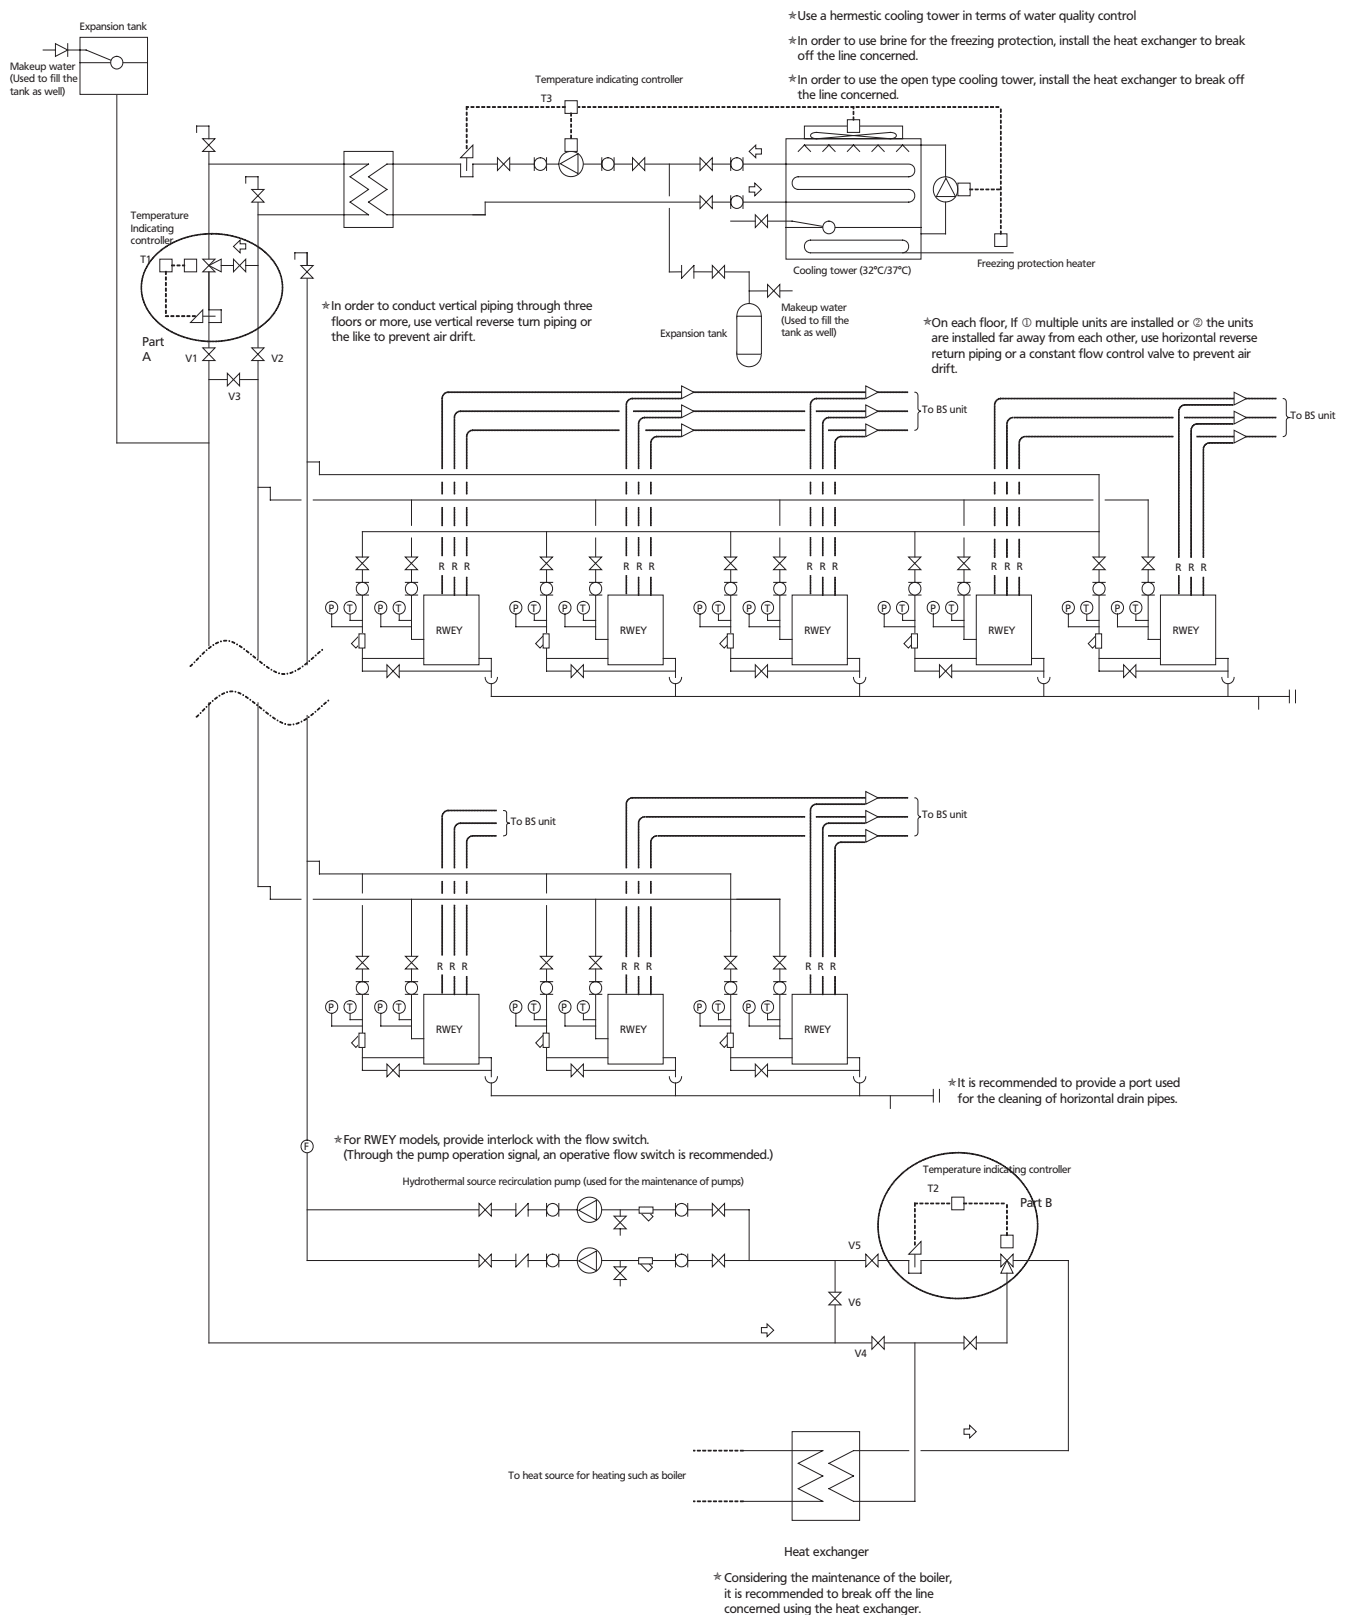 Expansion tank
Makeup water
(Used to fill the
tank as well)
✯Use a hermestic cooling tower in terms of water quality control
✯In order to use brine for the freezing protection, install the heat exchanger to break
off the line concerned.
✯In order to use the open type cooling tower, install the heat exchanger to break off
the line concerned.
Temperature indicating controller
T3
Temperature
Indicating
controller
T1
Part
A
V1
V2
V3
✯In order to conduct vertical piping through three
floors or more, use vertical reverse turn piping or
the like to prevent air drift.
Cooling tower (32°C/37°C)
Freezing protection heater
Expansion tank
Makeup water
(Used to fill the
tank as well)
✯On each floor, If ① multiple units are installed or ② the units
are installed far away from each other, use horizontal reverse
return piping or a constant flow control valve to prevent air
drift.
To BS unit
To BS unit
R R R R R R R R R R R R R R R
P T P T P T P T P T P T P T P T P T P T
RWEY RWEY RWEY RWEY RWEY
To BS unit
To BS unit
R R R R R R R R R
P T P T P T P T P T P T
RWEY RWEY RWEY
✯It is recommended to provide a port used
for the cleaning of horizontal drain pipes.
F
✯For RWEY models, provide interlock with the flow switch.
(Through the pump operation signal, an operative flow switch is recommended.)
Hydrothermal source recirculation pump (used for the maintenance of pumps)
Temperature indicating controller
T2
Part B
V5
V6
V4
To heat source for heating such as boiler
Heat exchanger
✯Considering the maintenance of the boiler,
it is recommended to break off the line
concerned using the heat exchanger.